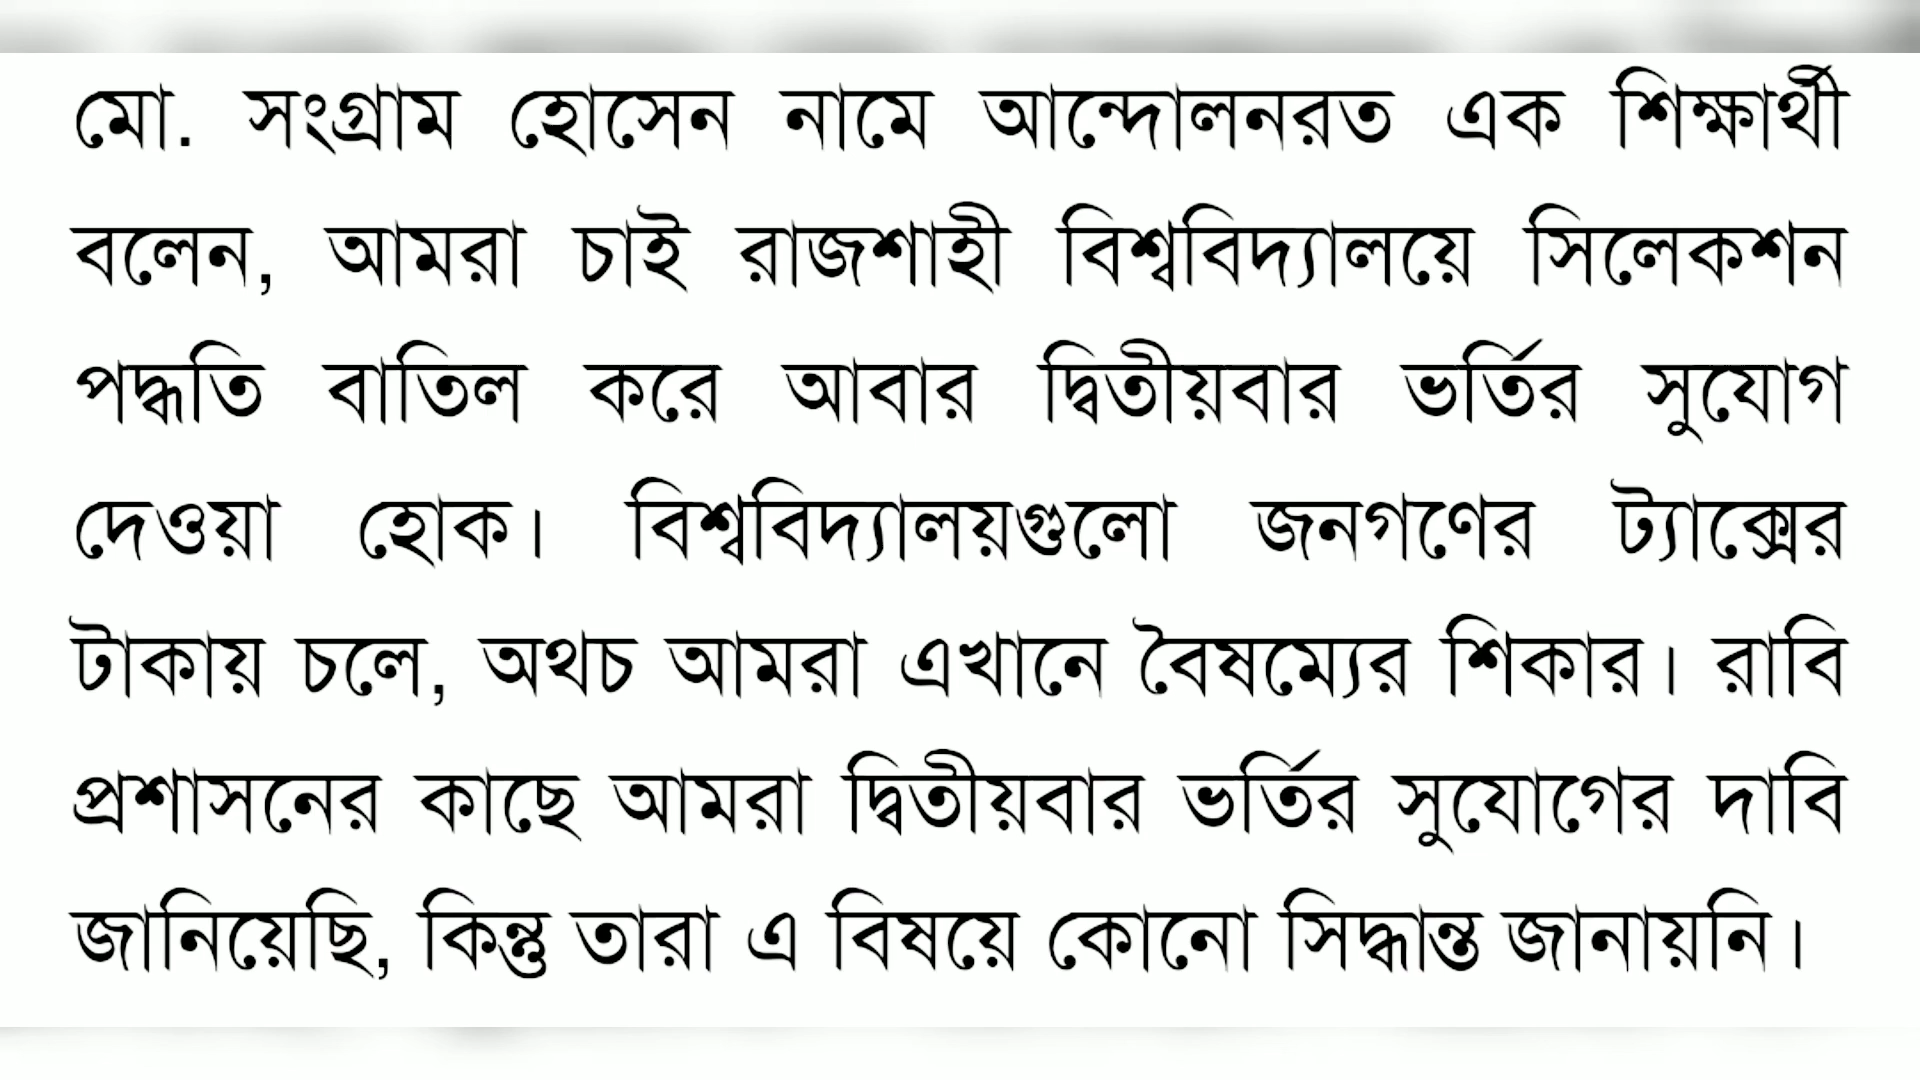 মো. সংগ্রাম হোসেন নামে আন্দোলনরত এক শিক্ষার্থী
বলেন, আমরা চাই রাজশাহী বিশ্ববিদ্যালয়ে সিলেকশন
পদ্ধতি বাতিল করে আবার দ্বিতীয়বার ভর্তির সুযোগ
দেওয়া হোক। বিশ্ববিদ্যালয়গুলো জনগণের ট্যাক্সের
টাকায় চলে, অথচ আমরা এখানে বৈষম্যের শিকার। রাবি
প্রশাসনের কাছে আমরা দ্বিতীয়বার ভর্তির সুযোগের দাবি
জানিয়েছি, কিন্তু তারা এ বিষয়ে কোনো সিদ্ধান্ত জানায়নি।